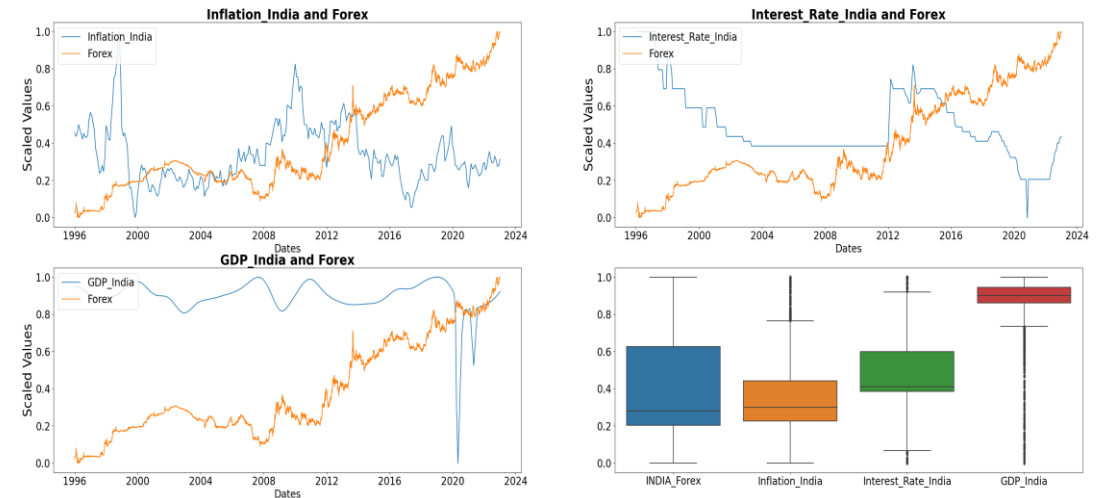 Inflation_India and Forex
Scaled Values
1.0
0.8
0.6
0.4
0.2
0.0
Inflation_India
Forex
1996 2000 2004 2008 2012 2016 2020 2024
Dates
Interest_Rate_India and Forex
Scaled Values
1.0
0.8
0.6
0.4
0.2
0.0
Interest_Rate_India
Forex
1996 2000 2004 2008 2012 2016 2020 2024
Dates
GDP_India and Forex
Scaled Values
1.0
0.8
0.6
0.4
0.2
0.0
GDP_India
Forex
1996 2000 2004 2008 2012 2016 2020 2024
Dates
1.0
0.8
0.6
0.4
0.2
0.0
INDIA_Forex Inflation_India Interest_Rate_India GDP_India